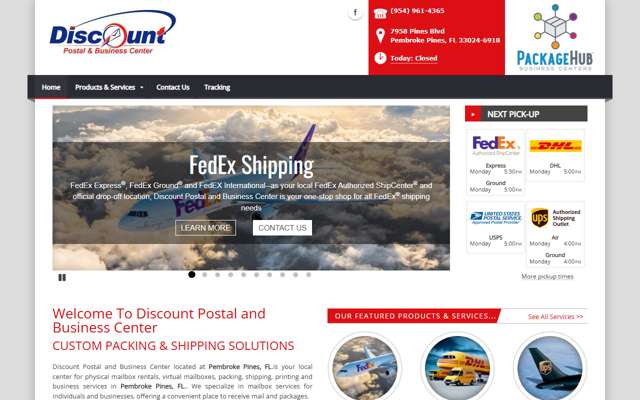 Discount
Postal & Business Center
(954) 961-4365
7958 Pines Blvd
Pembroke Pines, FL 33024-6918
Today: Closed
PACKAGEHUB
BUSINESS CENTERS
Home
Products & Services
Contact Us
Tracking
FedEx Shipping
FedEx Express®, FedEx Ground® and FedEX International–as your local FedEx Authorized ShipCenter® and
official drop-off location, Discount Postal and Business Center is your one-stop shop for all FedEx® shipping
needs
LEARN MORE
CONTACT US
NEXT PICK-UP
FedEx
Authorized ShipCenter
Express
Monday 5:30PM
Ground
Monday 5:00PM
DHL
DHL
Monday 5:00PM
UNITED STATES
POSTAL SERVICE
Approved Postal Provider
USPS
Monday 5:00PM
ups
Authorized
Shipping
Outlet
Air
Monday 4:00PM
Ground
Monday 4:00PM
More pickup times
Welcome To Discount Postal and
Business Center
CUSTOM PACKING & SHIPPING SOLUTIONS
Discount Postal and Business Center located at Pembroke Pines, FL.is your local
center for physical mailbox rentals, virtual mailboxes, packing, shipping, printing and
business services in Pembroke Pines, FL.. We specialize in mailbox services for
individuals and businesses, offering a convenient place to receive mail and packages.
OUR FEATURED PRODUCTS & SERVICES...
See All Services >>